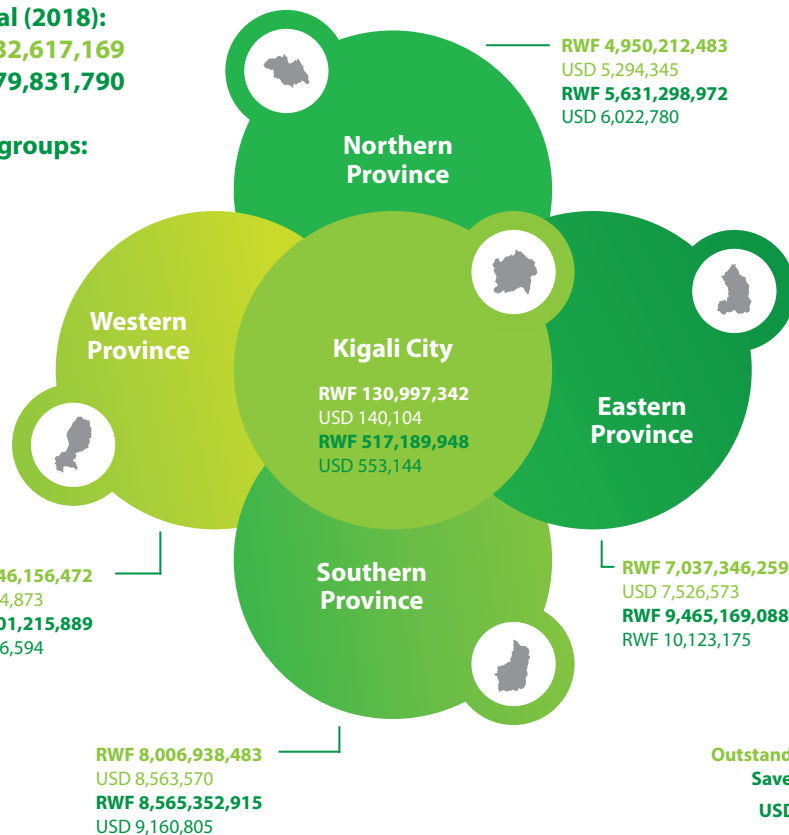 al (2018):
32,617,169
79,831,790
groups:
RWF 4,950,212,483
USD 5,294,345
RWF 5,631,298,972
USD 6,022,780
Northern
Province
Western
Province
Kigali City
RWF 130,997,342
USD 140,104
RWF 517,189,948
USD 553,144
Eastern
Province
46,156,472
4,873
01,215,889
6,594
Southern
Province
RWF 7,037,346,259
USD 7,526,573
RWF 9,465,169,088
RWF 10,123,175
RWF 8,006,938,483
USD 8,563,570
RWF 8,565,352,915
USD 9,160,805
Outstand
Save
USD